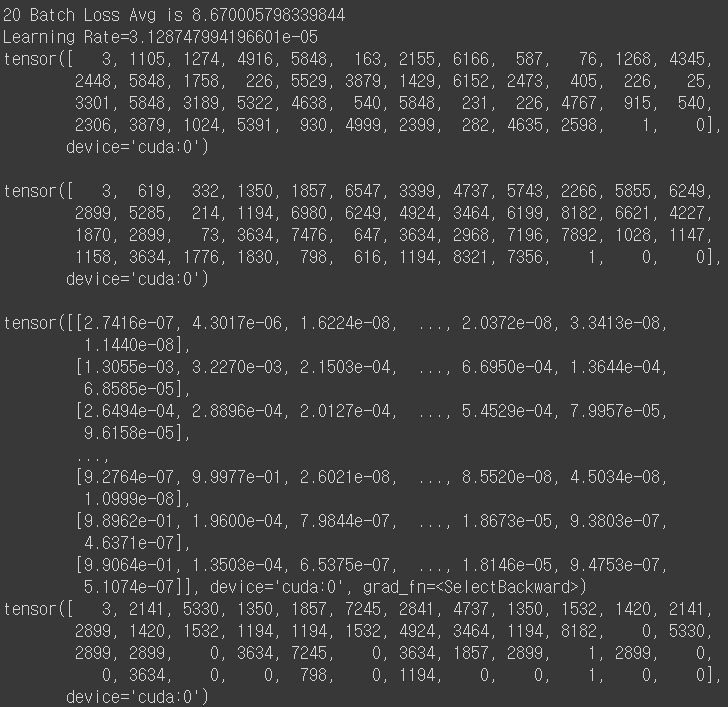 20 Batch Loss Avg is 8.670005798339844
Learning Rate=3.128747994196601e-05
tensor([   3, 1105, 1274, 4916, 5848,  163, 2155, 6166,  587,   76, 1268, 4345,
        2448, 5848, 1758,  226, 5529, 3879, 1429, 6152, 2473,  405,  226,   25,
        3301, 5848, 3189, 5322, 4638,  540, 5848,  231,  226, 4767,  915,  540,
        2306, 3879, 1024, 5391,  930, 4999, 2399,  282, 4635, 2598,    1,    0],
       device='cuda:0')
tensor([   3,  619,  332, 1350, 1857, 6547, 3399, 4737, 5743, 2266, 5855, 6249,
        2899, 5285,  214, 1194, 6980, 6249, 4924, 3464, 6199, 8182, 6621, 4227,
        1870, 2899,   73, 3634, 7476,  647, 3634, 2968, 7196, 7892, 1028, 1147,
        1158, 3634, 1776, 1830,  798,  616, 1194, 8321, 7356,    1,    0,    0],
       device='cuda:0')
tensor([[2.7416e-07, 4.3017e-06, 1.6224e-08,  ..., 2.0372e-08, 3.3413e-08,
         1.1440e-08],
        [1.3055e-03, 3.2270e-03, 2.1503e-04,  ..., 6.6950e-04, 1.3644e-04,
         6.8585e-05],
        [2.6494e-04, 2.8896e-04, 2.0127e-04,  ..., 5.4529e-04, 7.9957e-05,
         9.6158e-05],
        ...,
        [9.2764e-07, 9.9977e-01, 2.6021e-08,  ..., 8.5520e-08, 4.5034e-08,
         1.0999e-08],
        [9.8962e-01, 1.9600e-04, 7.9844e-07,  ..., 1.8673e-05, 9.3803e-07,
         4.6371e-07],
        [9.9064e-01, 1.3503e-04, 6.5375e-07,  ..., 1.8146e-05, 9.4753e-07,
         5.1074e-07]], device='cuda:0', grad_fn=<SelectBackward>)
tensor([   3, 2141, 5330, 1350, 1857, 7245, 2841, 4737, 1350, 1532, 1420, 2141,
        2899, 1420, 1532, 1194, 1194, 1532, 4924, 3464, 1194, 8182,    0, 5330,
        2899, 2899,    0, 3634, 7245,    0, 3634, 1857, 2899,    1, 2899,    0,
           0, 3634,    0,    0,  798,    0, 1194,    0,    0,    1,    0,    0],
       device='cuda:0')